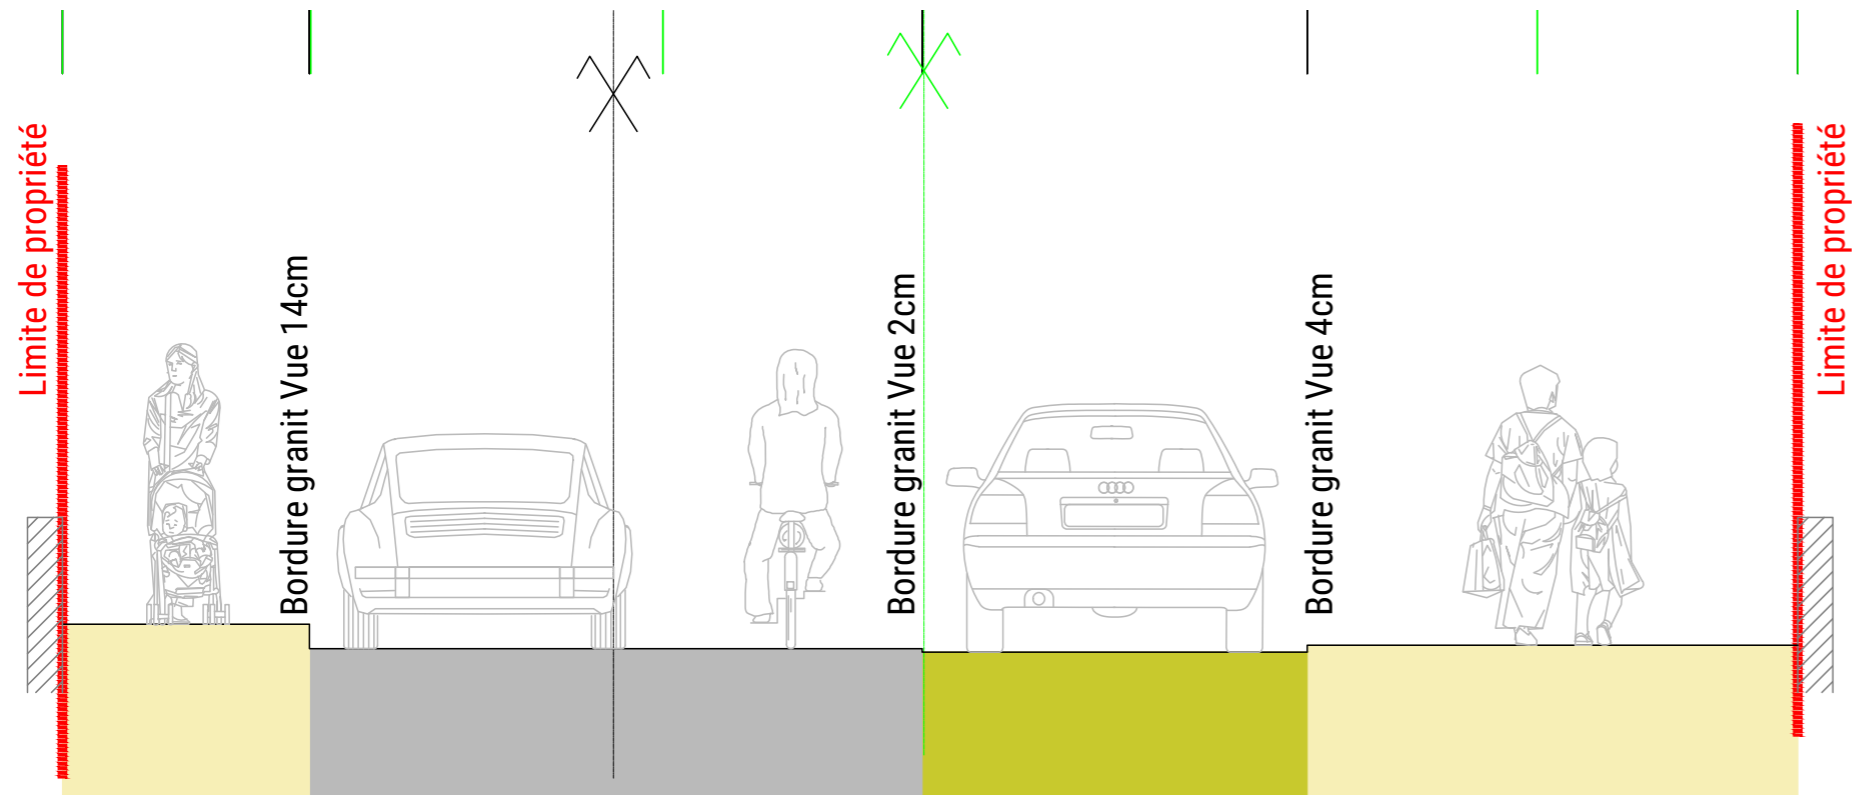 Limite de propriété
Bordure granit Vue 14cm
Bordure granit Vue 2cm
Bordure granit Vue 4cm
Limite de propriété